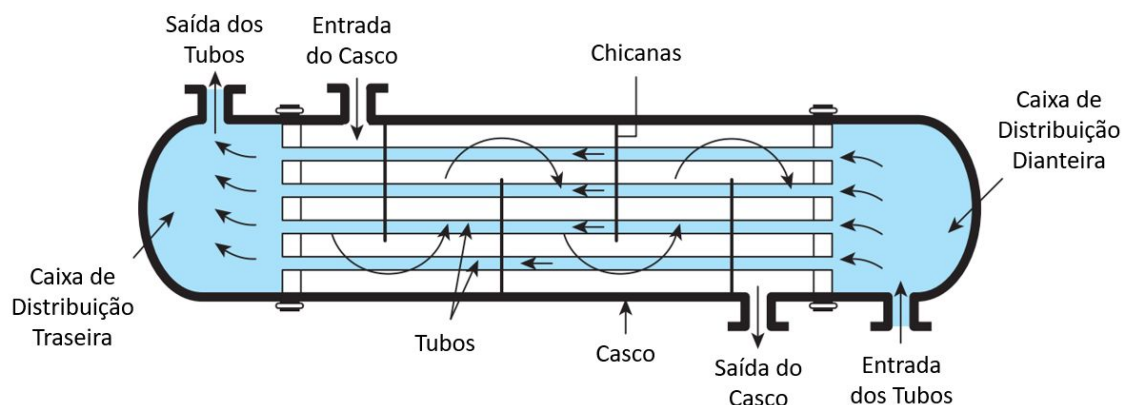 Saída dos
Tubos
Entrada
do Casco
Chicanas
Caixa de
Distribuição
Dianteira
Caixa de
Distribuição
Traseira
Tubos
Casco
Saída do
Casco
Entrada
dos Tubos